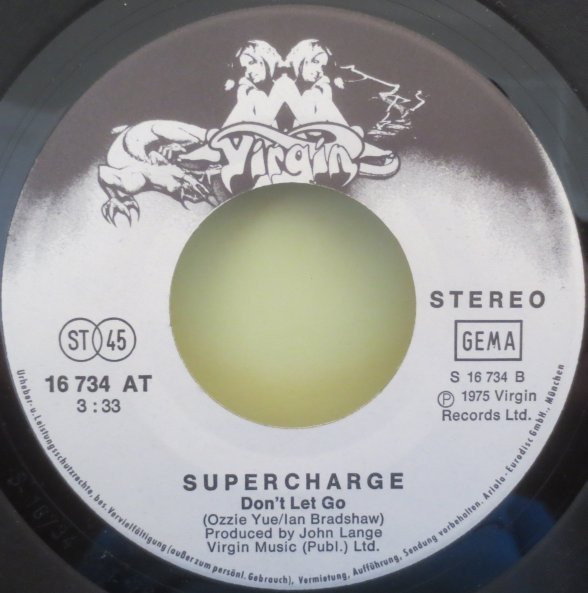 Virgin
STEREO
ST 45
GEMA
16 734 AT
3 : 33
S 16 734 B
Ⓟ 1975 Virgin
Records Ltd.
SUPERCHARGE
Don't Let Go
(Ozzie Yue/Ian Bradshaw)
Produced by John Lange
Virgin Music (Publ.) Ltd.
Urheber- u. Leistungsschutzrechte, bes. Vervielfältigung (außer zum persönl. Gebrauch), Vermietung, Aufführung, Sendung vorbehalten. Ariola-Eurodisc GmbH., München